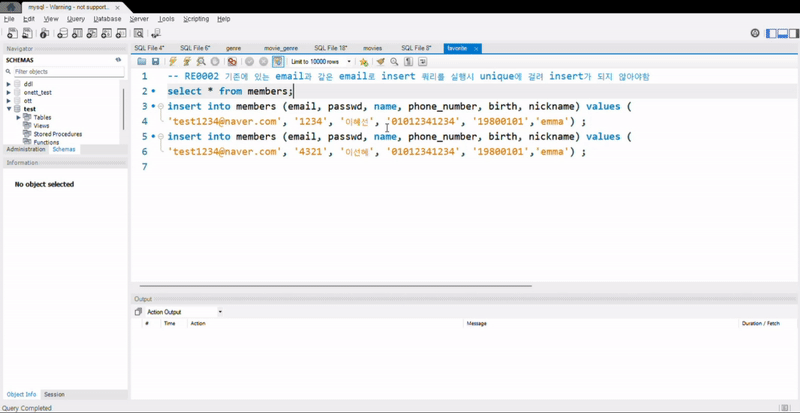 mysql - Warning - not support...
File Edit View Query Database Server Tools Scripting Help
Navigator
SCHEMAS
Filter objects
ddl
onett_test
ott
test
Tables
Views
Stored Procedures
Functions
Administration Schemas
Information
No object selected
Object Info Session
Query Completed
SQL File 4* SQL File 6* genre movie_genre SQL File 18* movies SQL File 8* favorite
Limit to 10000 rows
1 -- RE0002 기존에 있는 email과 같은 email로 insert 쿼리를 실행시 unique에 걸려 insert가 되지 않아야함
2 select * from members;
3 insert into members (email, passwd, name, phone_number, birth, nickname) values (
4 'test1234@naver.com', '1234', '이혜선', '01012341234', '19800101','emma') ;
5 insert into members (email, passwd, name, phone_number, birth, nickname) values (
6 'test1234@naver.com', '4321', '이선혜', '01012341234', '19800101','emma') ;
7
Output
Action Output
# Time Action Message Duration / Fetch